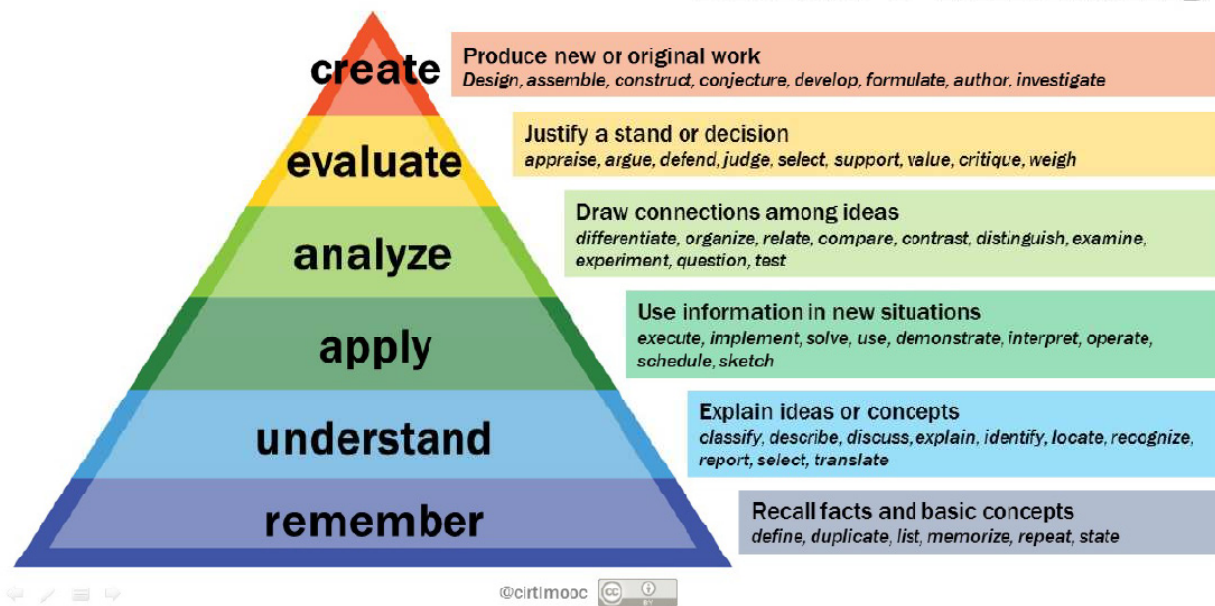 create
Produce new or original work
Design, assemble, construct, conjecture, develop, formulate, author, investigate
evaluate
Justify a stand or decision
appraise, argue, defend, judge, select, support, value, critique, weigh
analyze
Draw connections among ideas
differentiate, organize, relate, compare, contrast, distinguish, examine,
experiment, question, test
apply
Use information in new situations
execute, implement, solve, use, demonstrate, interpret, operate,
schedule, sketch
understand
Explain ideas or concepts
classify, describe, discuss, explain, identify, locate, recognize,
report, select, translate
remember
Recall facts and basic concepts
define, duplicate, list, memorize, repeat, state
@cirtlmooc cc
BY